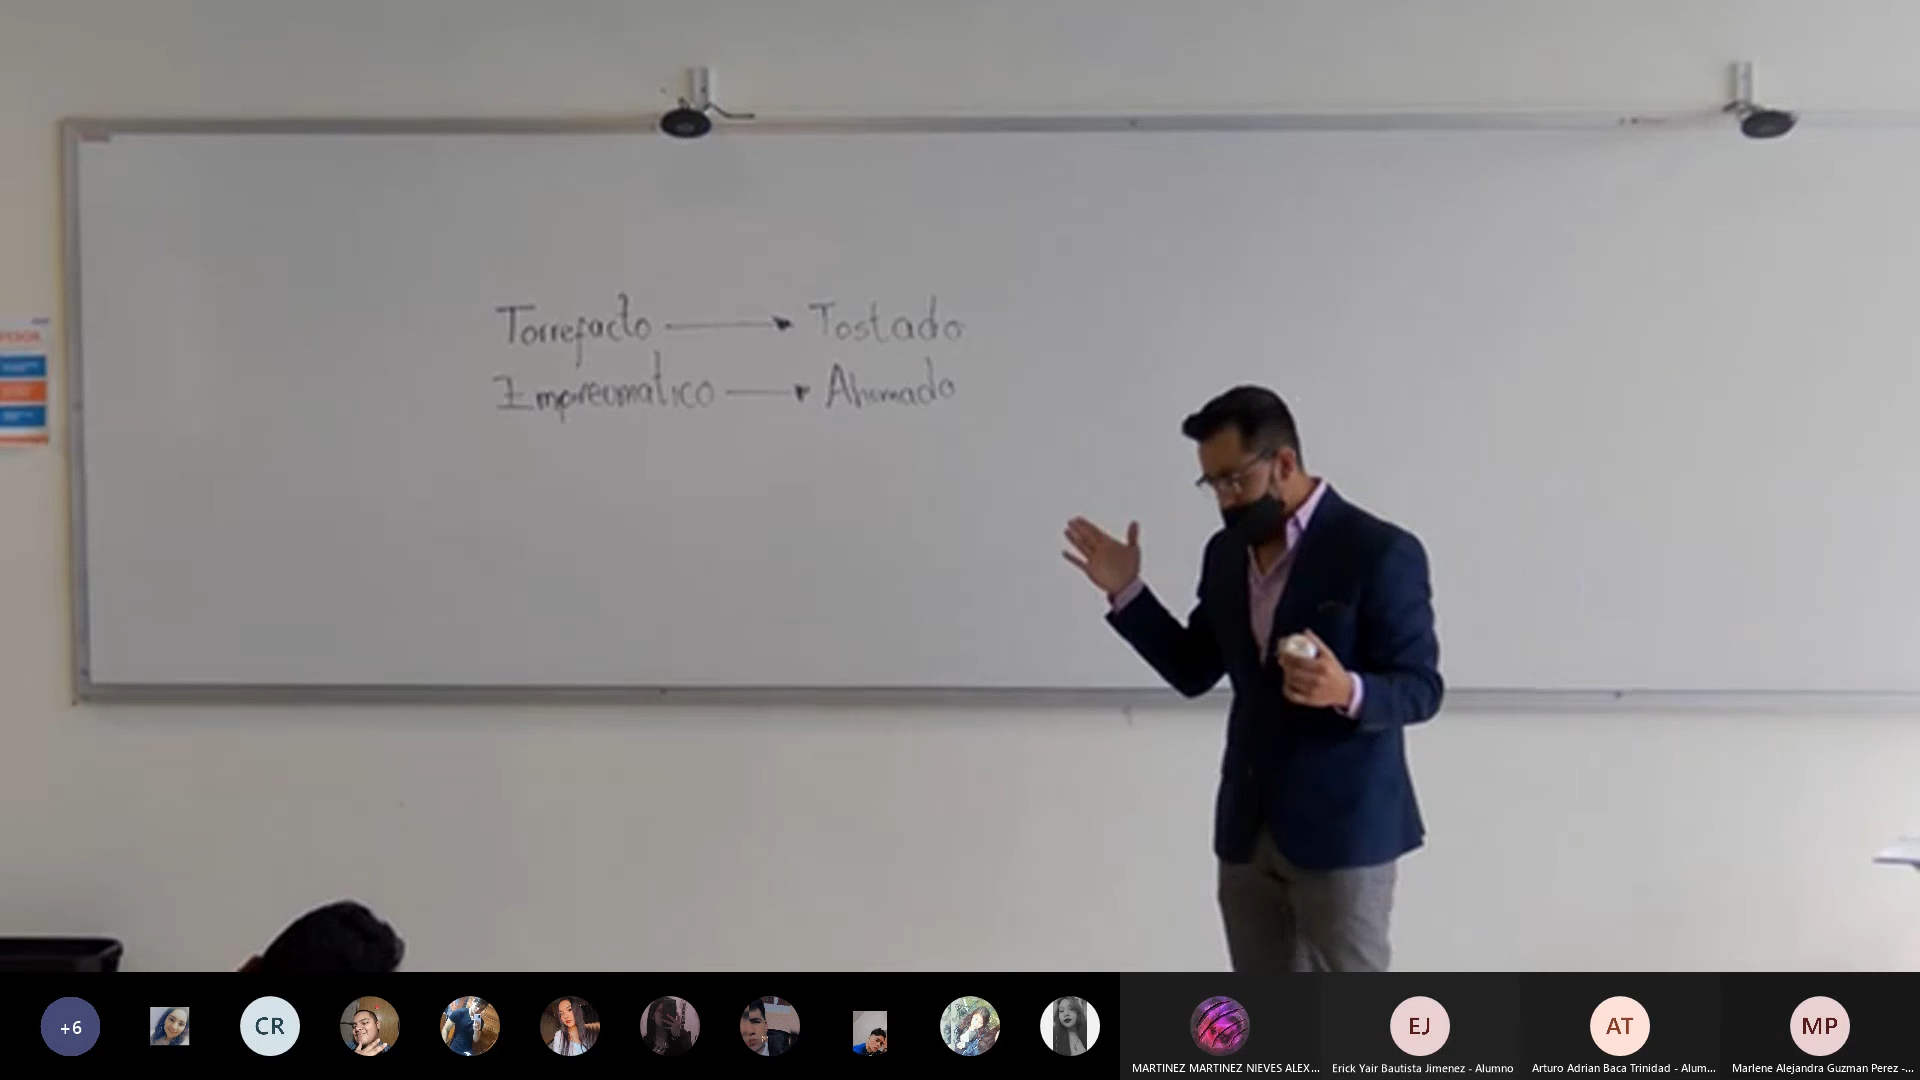 Torrefacto → Tostado
Empireumatico → Ahumado
+6
CR
EJ
AT
MP
MARTINEZ MARTINEZ NIEVES ALEX...
Erick Yair Bautista Jimenez - Alumno
Arturo Adrian Baca Trinidad - Alum...
Marlene Alejandra Guzman Perez -...